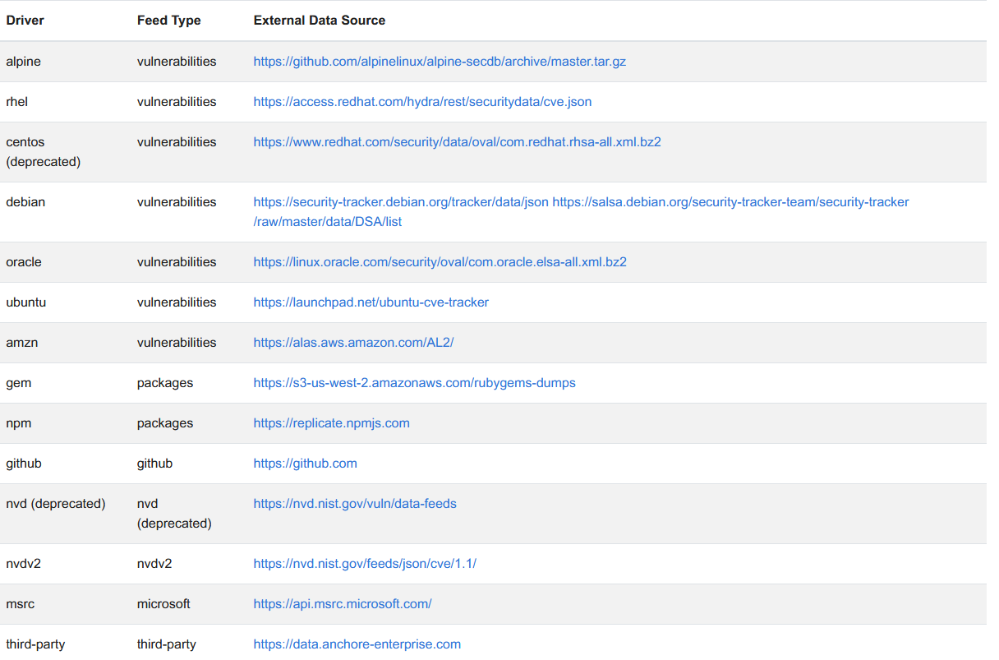 Driver Feed Type External Data Source
alpine vulnerabilities https://github.com/alpinelinux/alpine-secdb/archive/master.tar.gz
rhel vulnerabilities https://access.redhat.com/hydra/rest/securitydata/cve.json
centos vulnerabilities https://www.redhat.com/security/data/oval/com.redhat.rhsa-all.xml.bz2
(deprecated)
debian vulnerabilities https://security-tracker.debian.org/tracker/data/json https://salsa.debian.org/security-tracker-team/security-tracker
/raw/master/data/DSA/list
oracle vulnerabilities https://linux.oracle.com/security/oval/com.oracle.elsa-all.xml.bz2
ubuntu vulnerabilities https://launchpad.net/ubuntu-cve-tracker
amzn vulnerabilities https://alas.aws.amazon.com/AL2/
gem packages https://s3-us-west-2.amazonaws.com/rubygems-dumps
npm packages https://replicate.npmjs.com
github github https://github.com
nvd (deprecated) nvd https://nvd.nist.gov/vuln/data-feeds
(deprecated)
nvdv2 nvdv2 https://nvd.nist.gov/feeds/json/cve/1.1/
msrc microsoft https://api.msrc.microsoft.com/
third-party third-party https://data.anchore-enterprise.com